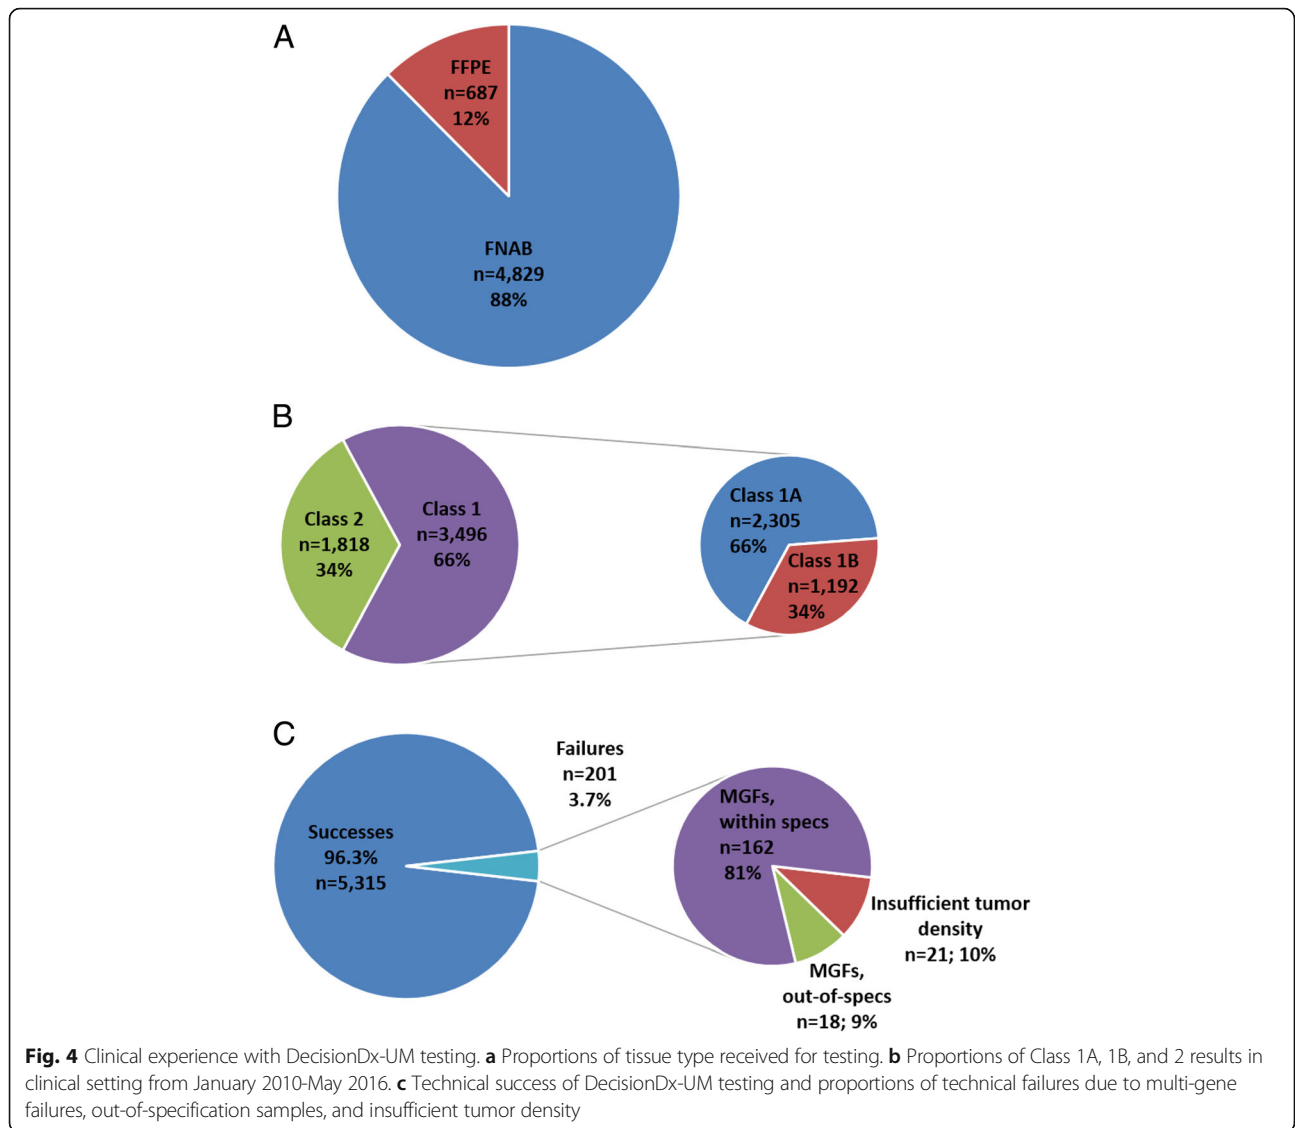 A
FFPE
n=687
12%
FNAB
n=4,829
88%
B
Class 2
n=1,818
34%
Class 1
n=3,496
66%
Class 1A
n=2,305
66%
Class 1B
n=1,192
34%
C
Successes
96.3%
n=5,315
Failures
n=201
3.7%
MGFs,
within specs
n=162
81%
Insufficient tumor
density
n=21; 10%
MGFs,
out-of-specs
n=18; 9%
Fig. 4 Clinical experience with DecisionDx-UM testing. a Proportions of tissue type received for testing. b Proportions of Class 1A, 1B, and 2 results in
clinical setting from January 2010-May 2016. c Technical success of DecisionDx-UM testing and proportions of technical failures due to multi-gene
failures, out-of-specification samples, and insufficient tumor density